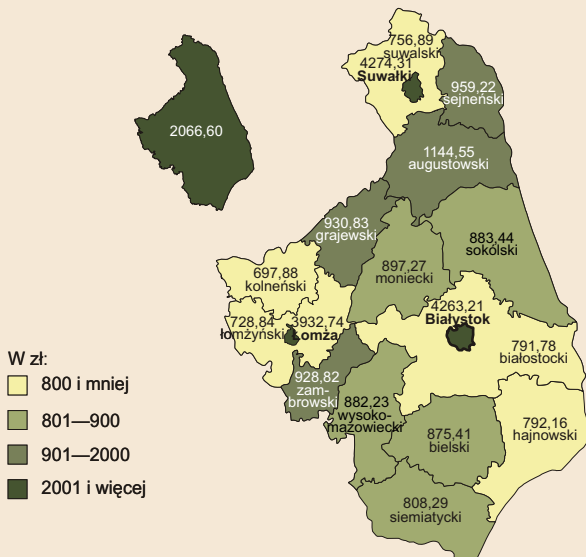 756,89
suwalski
4274,31
Suwałki
959,22
sejneński
2066,60
1144,55
augustowski
930,83
grajewski
883,44
sokólski
897,27
moniecki
697,88
kolneński
4263,21
Białystok
728,84
łomżyński
3932,74
Łomża
791,78
białostocki
W zł:
800 i mniej
801—900
901—2000
2001 i więcej
928,82
zam-
browski
882,23
wysoko-
mazowiecki
792,16
hajnowski
875,41
bielski
808,29
siemiatycki